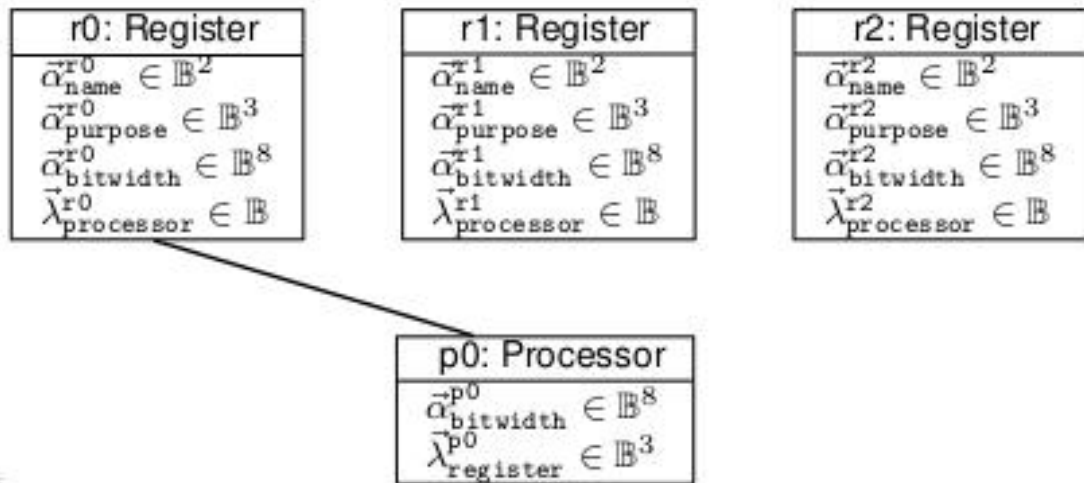 r0: Register
α⃗^r0_name ∈ 𝔹^2
α⃗^r0_purpose ∈ 𝔹^3
α⃗^r0_bitwidth ∈ 𝔹^8
λ⃗^r0_processor ∈ 𝔹
r1: Register
α⃗^r1_name ∈ 𝔹^2
α⃗^r1_purpose ∈ 𝔹^3
α⃗^r1_bitwidth ∈ 𝔹^8
λ⃗^r1_processor ∈ 𝔹
r2: Register
α⃗^r2_name ∈ 𝔹^2
α⃗^r2_purpose ∈ 𝔹^3
α⃗^r2_bitwidth ∈ 𝔹^8
λ⃗^r2_processor ∈ 𝔹
p0: Processor
α⃗^p0_bitwidth ∈ 𝔹^8
λ⃗^p0_register ∈ 𝔹^3